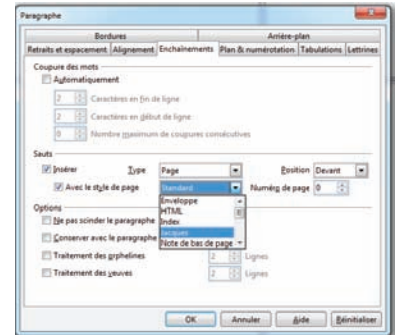 Paragraphe
Bordures Arrière-plan
Retraits et espacement Alignement Enchaînements Plan & numérotation Tabulations Lettrines
Coupure des mots
Automatiquement
2 Caractères en fin de ligne
2 Caractères en début de ligne
0 Nombre maximum de coupures consécutives
Sauts
Insérer Type Page Position Devant
Avec le style de page Standard Numéro de page 0
Enveloppe
HTML
Index
Jacques
Note de bas de page
Options
Ne pas scinder le paragraphe
Conserver avec le paragraphe
Traitement des orphelines 2 Lignes
Traitement des veuves 2 Lignes
OK Annuler Aide Réinitialiser